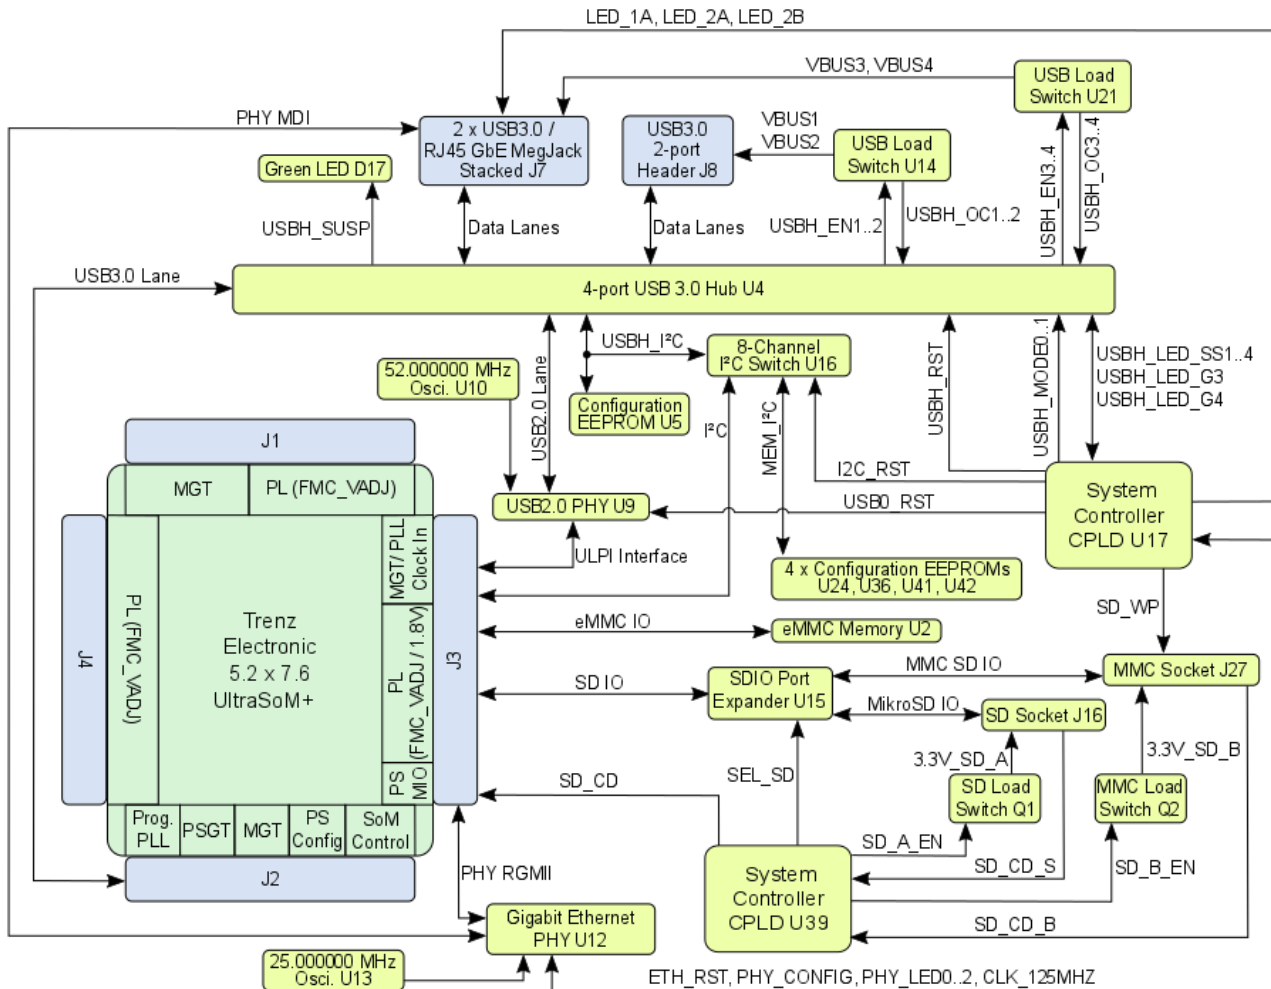 LED_1A, LED_2A, LED_2B
VBUS3, VBUS4
USB Load
Switch U21
PHY MDI
2 x USB3.0 /
RJ45 GbE MegJack
Stacked J7
USB3.0
2-port
Header J8
VBUS1
VBUS2
USB Load
Switch U14
USBH_EN3..4
USBH_OC3..4
Green LED D17
USBH_SUSP
Data Lanes
Data Lanes
USBH_EN1..2
USBH_OC1..2
USB3.0 Lane
4-port USB 3.0 Hub U4
USBH_I²C
8-Channel
I²C Switch U16
52.000000 MHz
Osci. U10
USB2.0 Lane
Configuration
EEPROM U5
I²C
MEM_I²C
USBH_RST
USBH_MODE0..1
USBH_LED_SS1..4
USBH_LED_G3
USBH_LED_G4
J1
MGT
PL (FMC_VADJ)
I2C_RST
USB2.0 PHY U9
USB0_RST
System
Controller
CPLD U17
ULPI Interface
MGT/ PLL
Clock In
4 x Configuration EEPROMs
U24, U36, U41, U42
SD_WP
J4
PL (FMC_VADJ)
Trenz
Electronic
5.2 x 7.6
UltraSoM+
PL
(FMC_VADJ / 1.8V)
J3
eMMC IO
eMMC Memory U2
SD IO
SDIO Port
Expander U15
MMC SD IO
MMC Socket J27
MikroSD IO
SD Socket J16
3.3V_SD_A
3.3V_SD_B
SEL_SD
PS
MIO
SD_CD
SD Load
Switch Q1
MMC Load
Switch Q2
Prog.
PLL
PSGT
MGT
PS
Config
SoM
Control
J2
PHY RGMII
System
Controller
CPLD U39
SD_A_EN
SD_CD_S
SD_B_EN
SD_CD_B
Gigabit Ethernet
PHY U12
25.000000 MHz
Osci. U13
ETH_RST, PHY_CONFIG, PHY_LED0..2, CLK_125MHZ